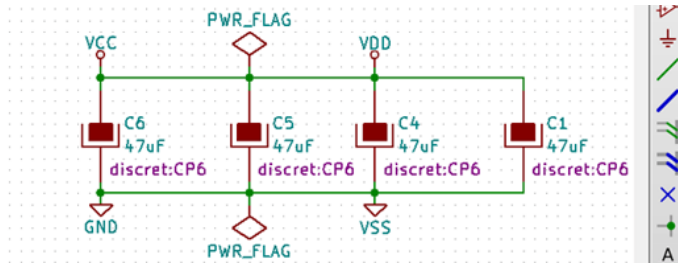 PWR_FLAG
VCC
VDD
C6
47uF
discret:CP6
C5
47uF
discret:CP6
C4
47uF
discret:CP6
C1
47uF
discret:CP6
GND
VSS
PWR_FLAG
A